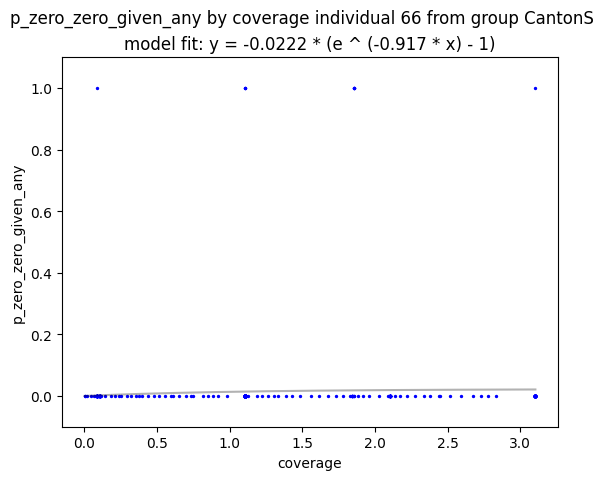 p_zero_zero_given_any by coverage individual 66 from group CantonS
model fit: y = -0.0222 * (e ^ (-0.917 * x) - 1)
1.0
0.8
0.6
0.4
0.2
0.0
p_zero_zero_given_any
0.0 0.5 1.0 1.5 2.0 2.5 3.0
coverage